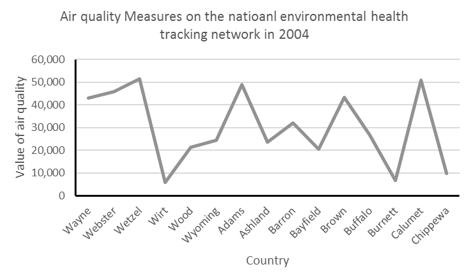 Air quality Measures on the natioanl environmental health
tracking network in 2004
Value of air quality
60,000
50,000
40,000
30,000
20,000
10,000
0
Wayne
Webster
Wetzel
Wirt
Wood
Wyoming
Adams
Ashland
Barron
Bayfield
Brown
Buffalo
Burnett
Calumet
Chippewa
Country